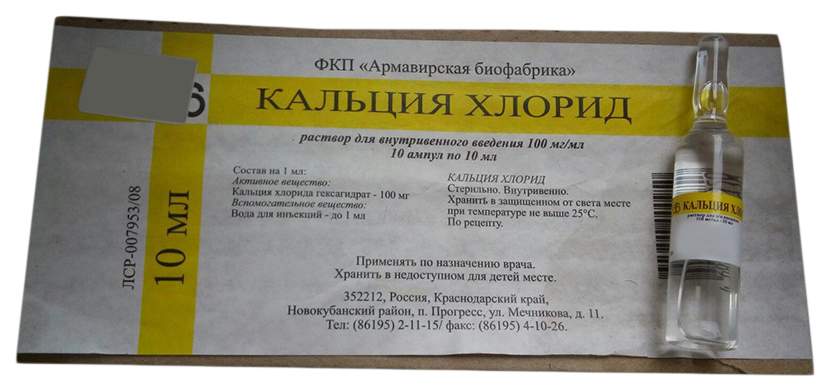 ФКП «Армавирская биофабрика»
Б
КАЛЬЦИЯ ХЛОРИД
раствор для внутривенного введения 100 мг/мл
10 ампул по 10 мл
Состав на 1 мл:
Активное вещество:
Кальция хлорида гексагидрат - 100 мг
Вспомогательное вещество:
Вода для инъекций - до 1 мл
КАЛЬЦИЯ ХЛОРИД
Стерильно. Внутривенно.
Хранить в защищенном от света месте
при температуре не выше 25°С.
По рецепту.
Применять по назначению врача.
Хранить в недоступном для детей месте.
352212, Россия, Краснодарский край,
Новокубанский район, п. Прогресс, ул. Мечникова, д. 11.
Тел: (86195) 2-11-15/ факс: (86195) 4-10-26.
ЛСР-007953/08
10 МЛ
КАЛЬЦИЯ ХЛОР